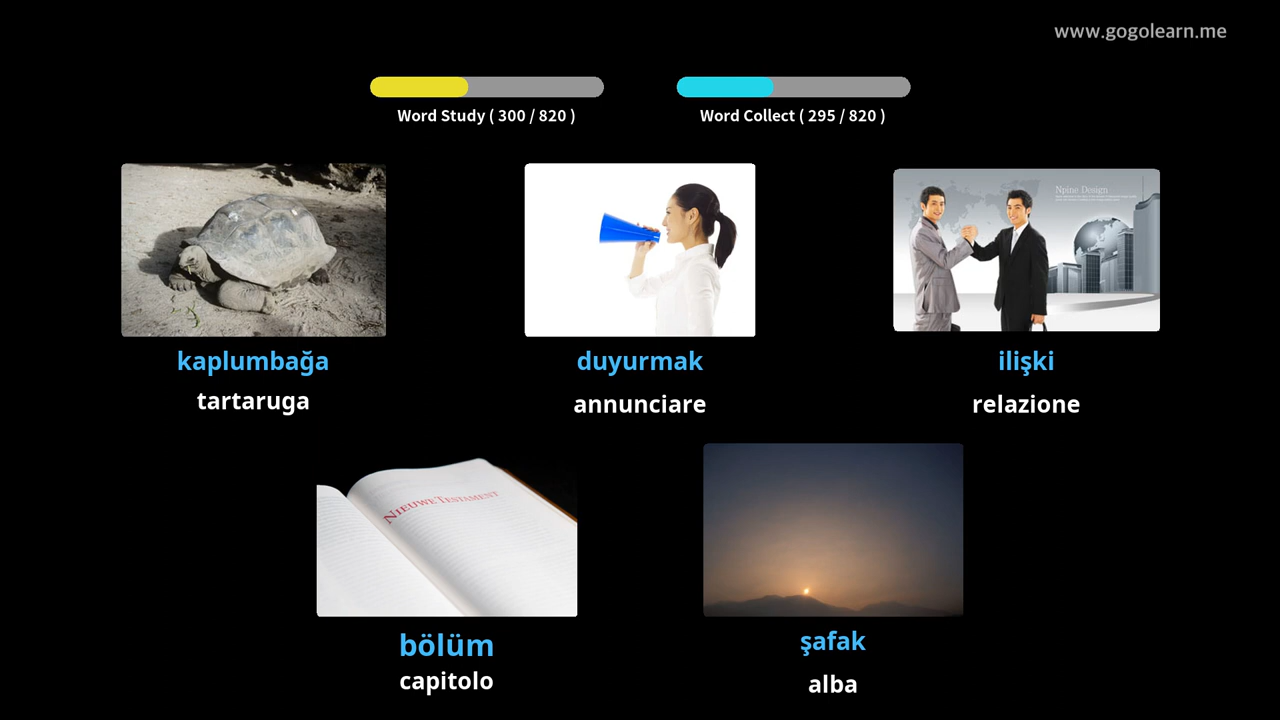 www.gogolearn.me
Word Study ( 300 / 820 )
Word Collect ( 295 / 820 )
Npine Design
kaplumbağa
duyurmak
ilişki
tartaruga
annunciare
relazione
NIEUWE TESTAMENT
bölüm
şafak
capitolo
alba